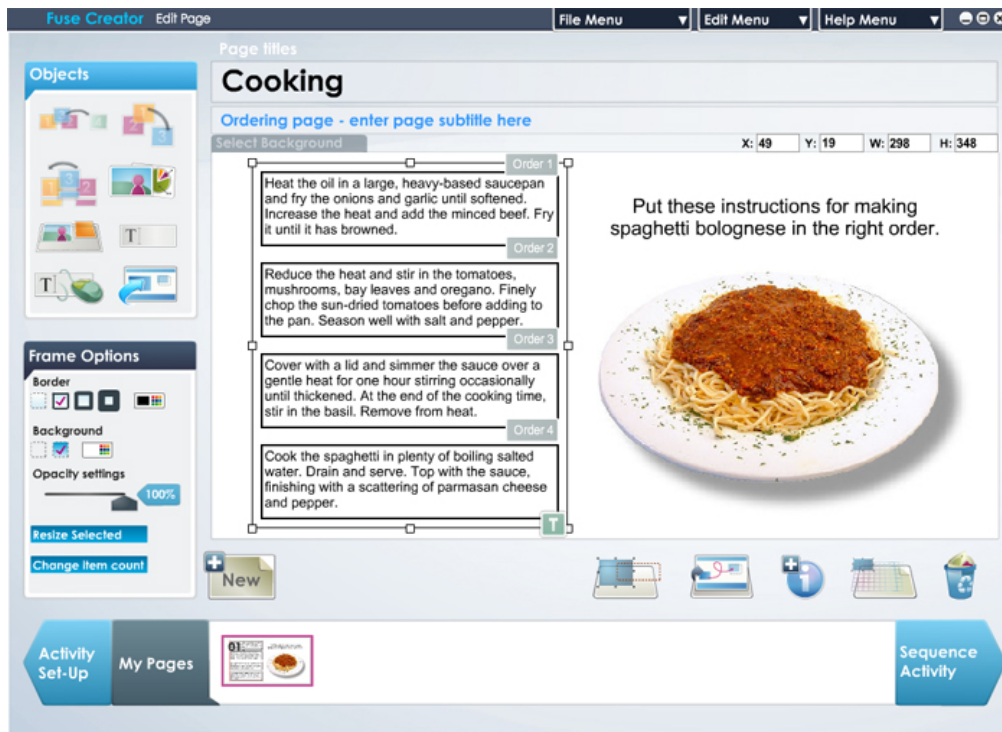 Fuse Creator Edit Page
File Menu
Edit Menu
Help Menu
Page titles
Objects
Cooking
Ordering page - enter page subtitle here
Select Background
X: 49 Y: 19 W: 298 H: 348
Order 1
Heat the oil in a large, heavy-based saucepan
and fry the onions and garlic until softened.
Increase the heat and add the minced beef. Fry
it until it has browned.
Order 2
Reduce the heat and stir in the tomatoes,
mushrooms, bay leaves and oregano. Finely
chop the sun-dried tomatoes before adding to
the pan. Season well with salt and pepper.
Order 3
Cover with a lid and simmer the sauce over a
gentle heat for one hour stirring occasionally
until thickened. At the end of the cooking time,
stir in the basil. Remove from heat.
Order 4
Cook the spaghetti in plenty of boiling salted
water. Drain and serve. Top with the sauce,
finishing with a scattering of parmasan cheese
and pepper.
T
Put these instructions for making
spaghetti bolognese in the right order.
1 2
2 3
1 2 3
T
T
Frame Options
Border
Background
Opacity settings
100%
Resize Selected
Change item count
New
Activity
Set-Up
My Pages
01
Sequence
Activity